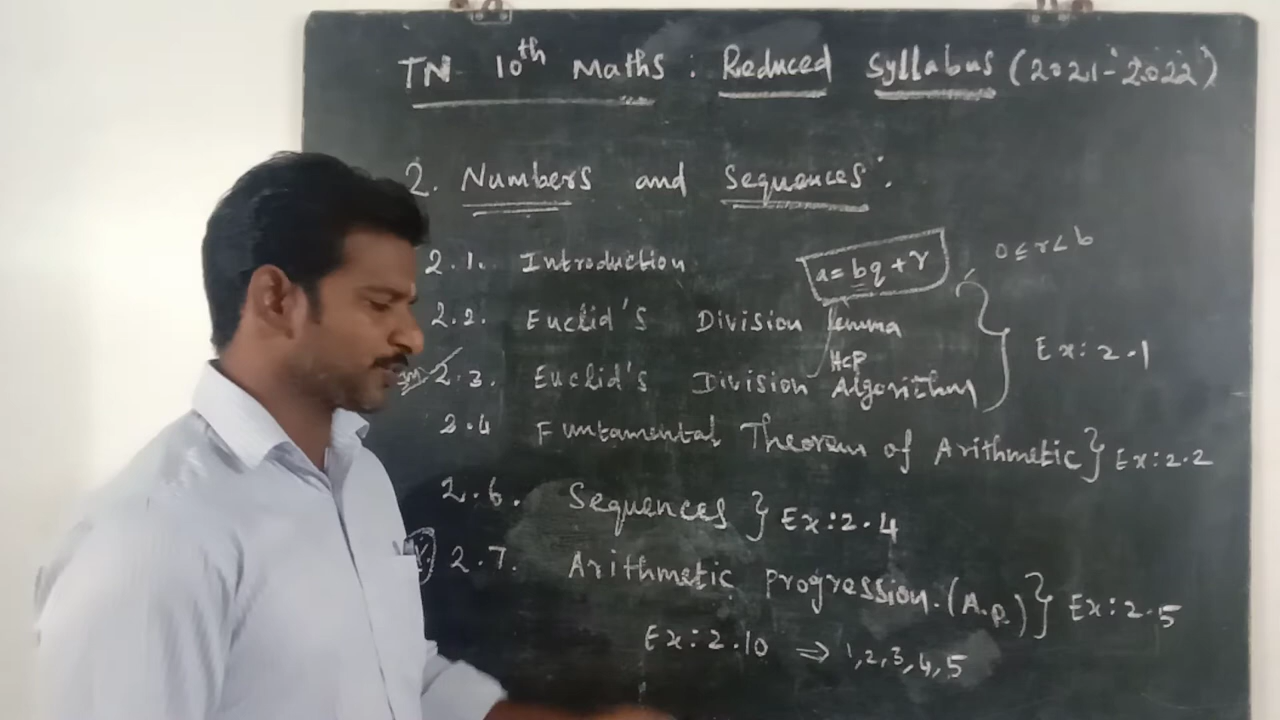 TN 10th Maths : Reduced Syllabus (2021-2022)
2. Numbers and Sequences :
2.1. Introduction
a = bq + r
0 ≤ r < b
2.2. Euclid's Division lemma
HCF
2.3. Euclid's Division Algorithm
} Ex: 2.1
2.4 Funtamental Theorem of Arithmetic } Ex: 2.2
2.6. Sequences } Ex: 2.4
2.7. Arithmetic Progression. (A.P.) } Ex: 2.5
Ex: 2.10 ⇒ 1,2,3,4,5